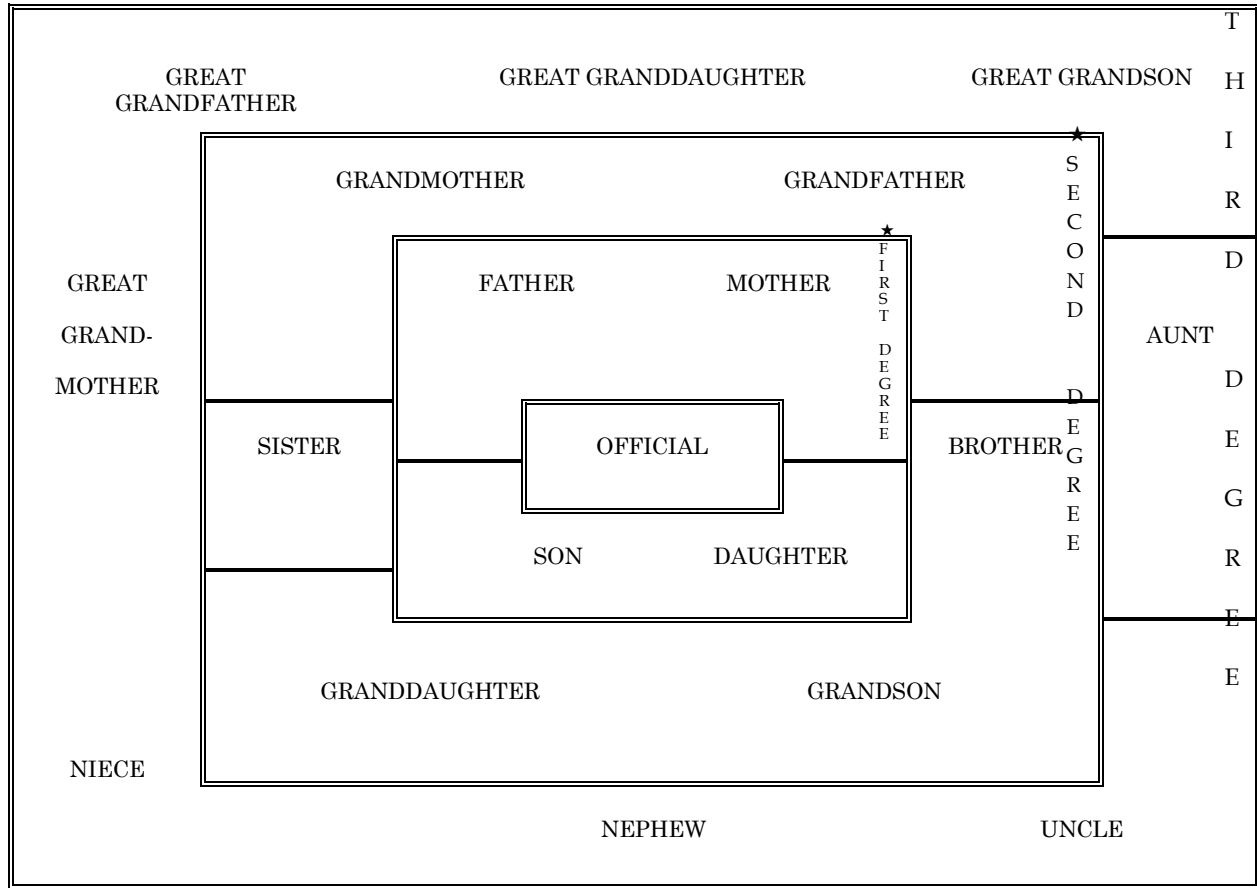 GREAT
GRANDFATHER
GREAT GRANDDAUGHTER
GREAT GRANDSON
THIRD DEGREE
GRANDMOTHER
GRANDFATHER
★ SECOND DEGREE
GREAT
GRAND-
MOTHER
FATHER
MOTHER
★ FIRST DEGREE
AUNT
SISTER
OFFICIAL
BROTHER
SON
DAUGHTER
GRANDDAUGHTER
GRANDSON
NIECE
NEPHEW
UNCLE